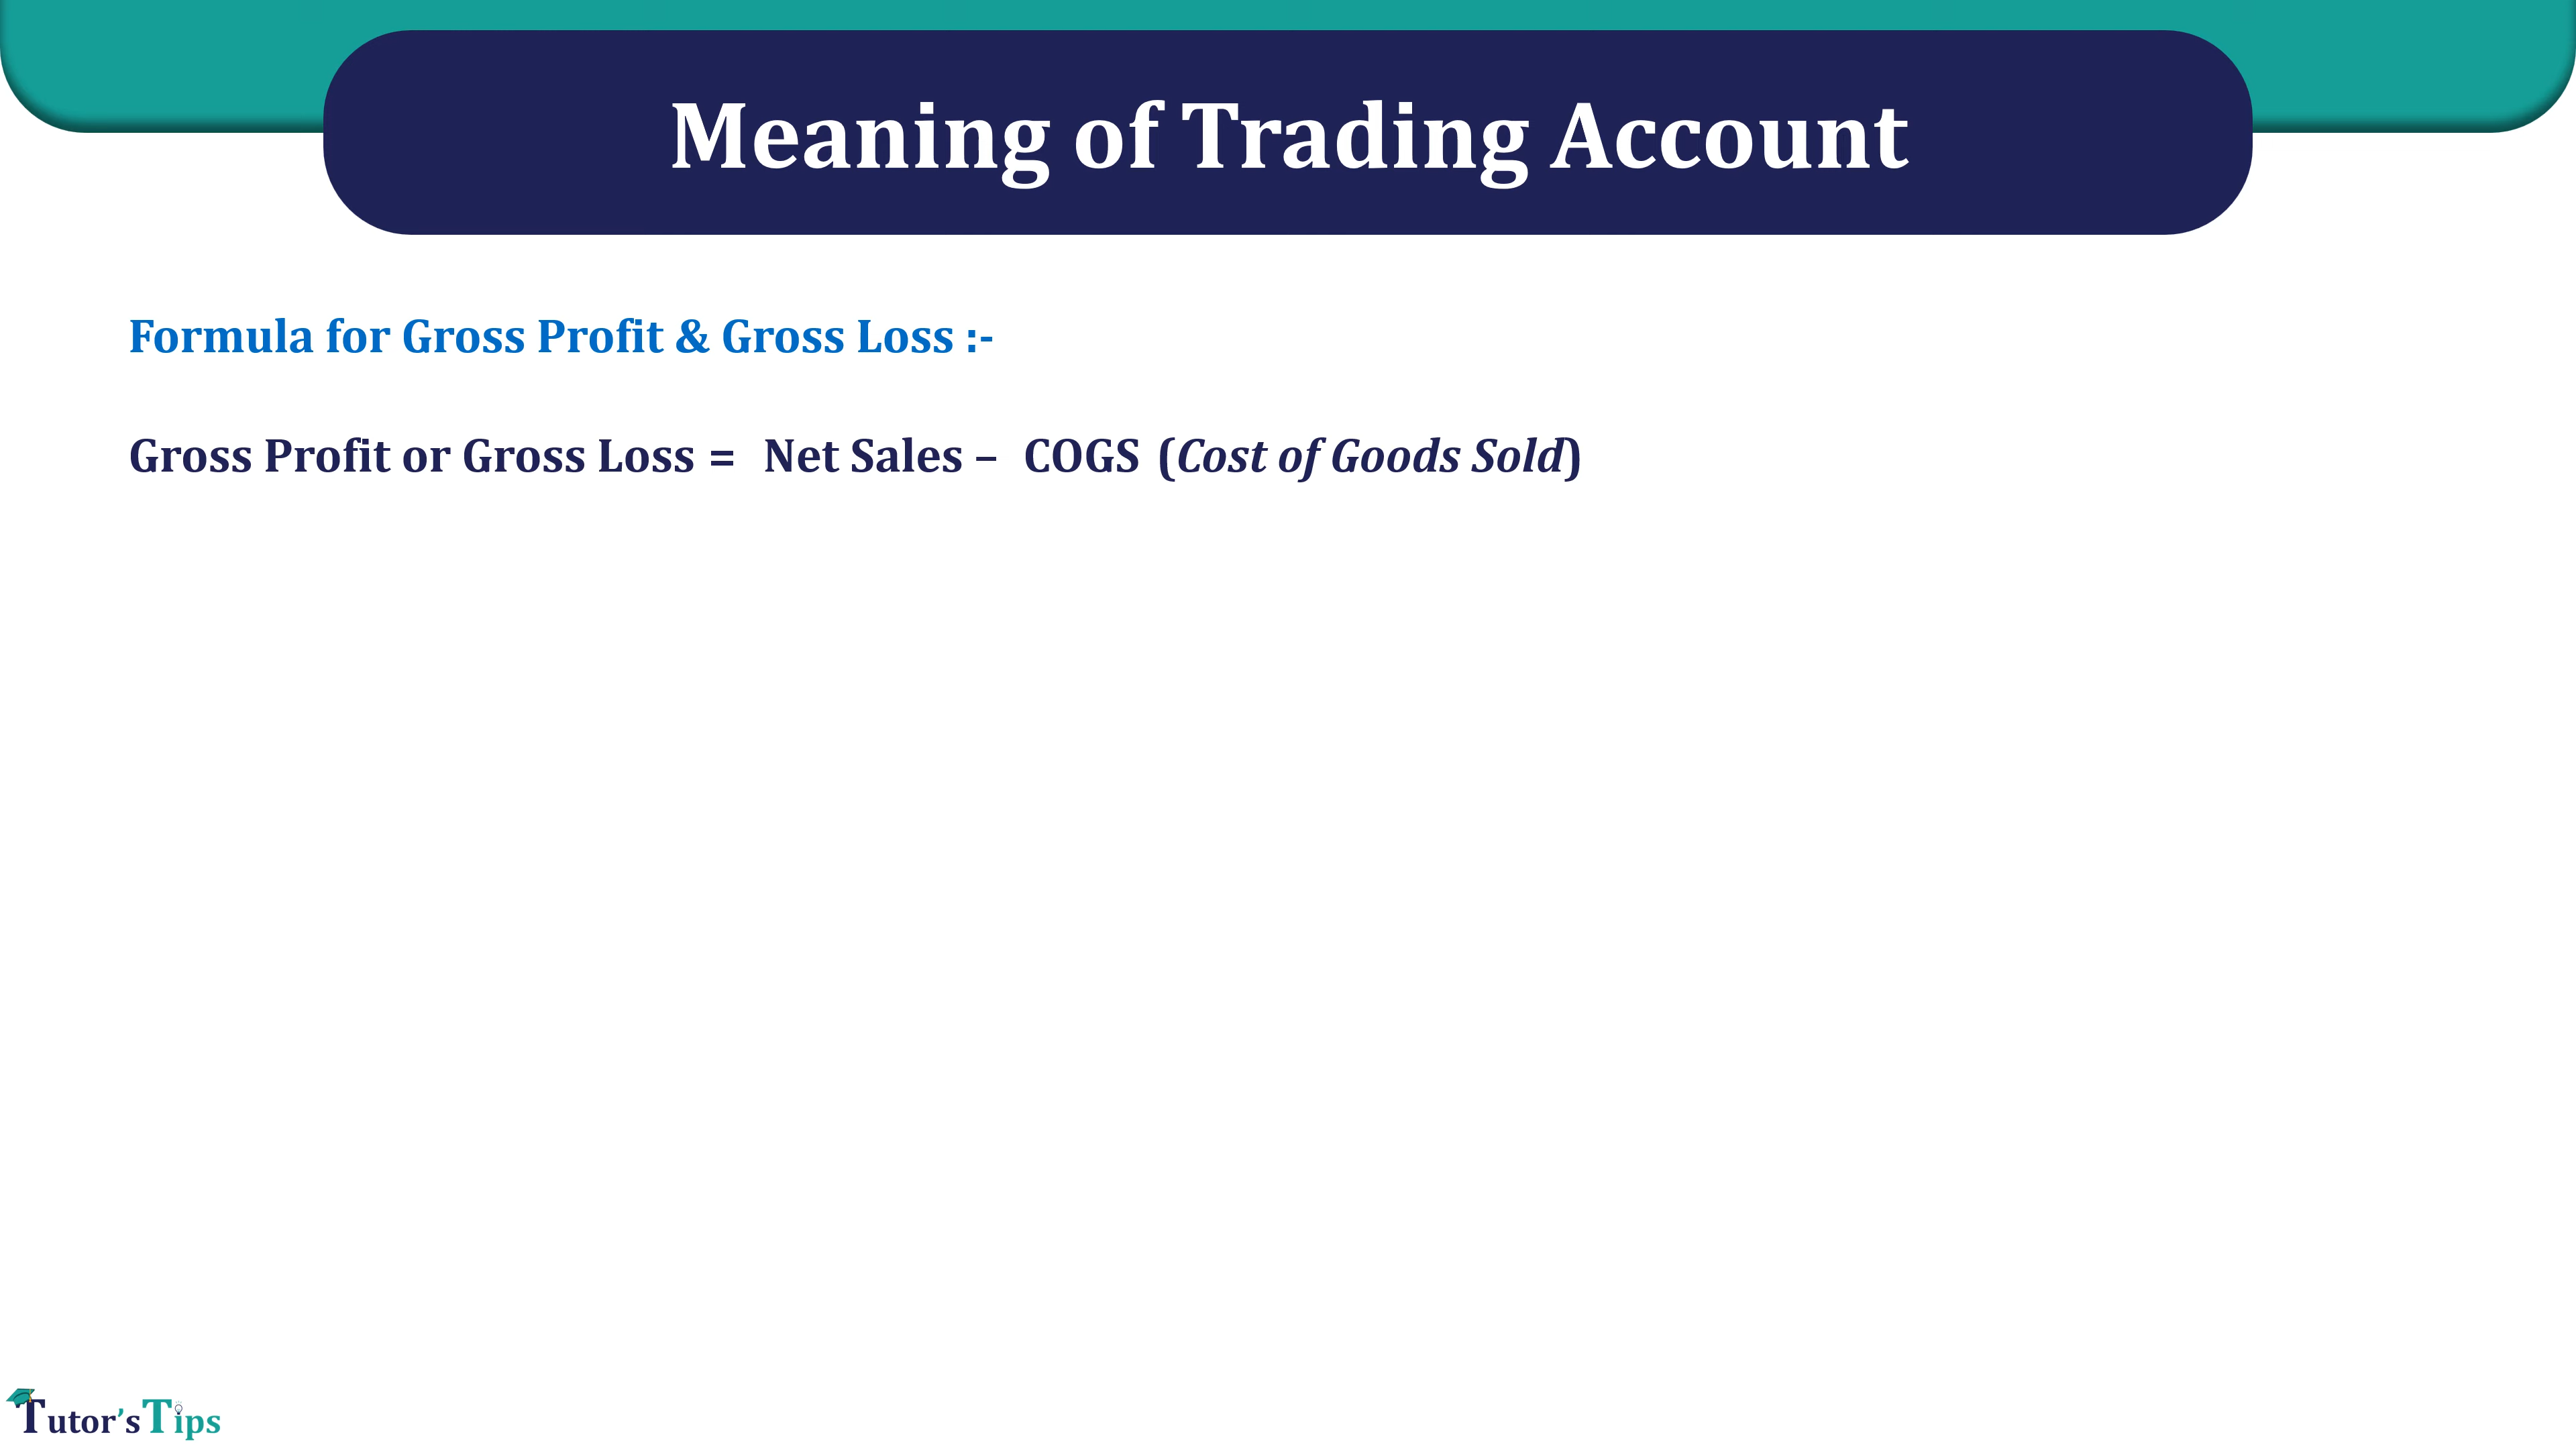 Meaning of Trading Account
Formula for Gross Profit & Gross Loss :-
Gross Profit or Gross Loss = Net Sales – COGS (Cost of Goods Sold)
Tutor’sTips